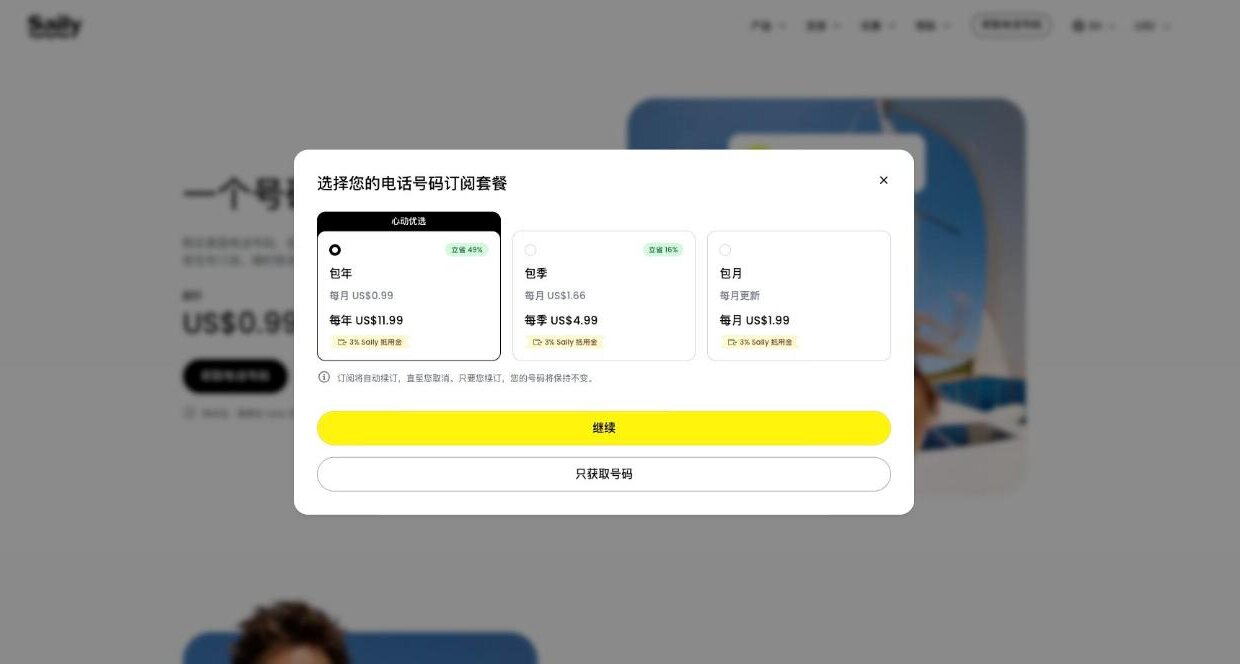 Saily
一个号码
US$0.99
选择您的电话号码订阅套餐
心动优选
立省 49%
包年
每月 US$0.99
每年 US$11.99
3% Saily 抵用金
立省 16%
包季
每月 US$1.66
每季 US$4.99
3% Saily 抵用金
包月
每月更新
每月 US$1.99
3% Saily 抵用金
订阅将自动续订，直至您取消。只要您续订，您的号码将保持不变。
继续
只获取号码